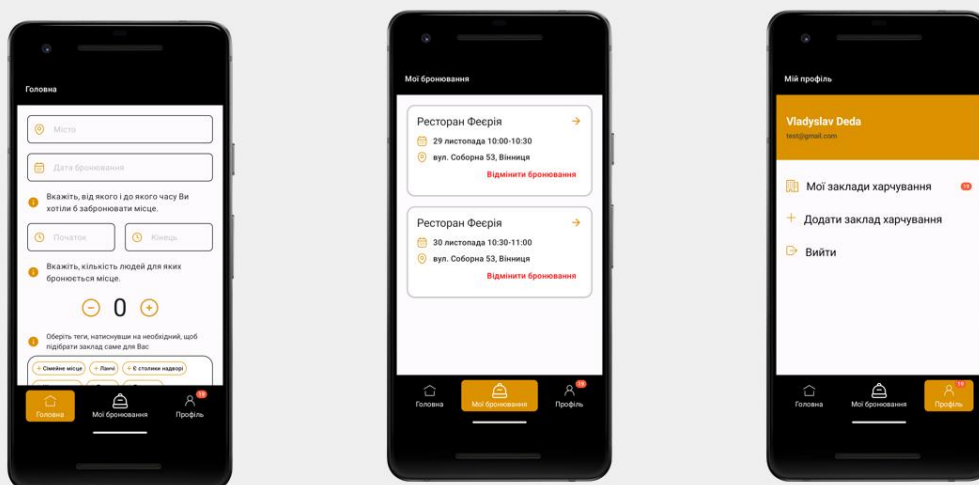 Головна
Місто
Дата бронювання
Вкажіть, від якого і до якого часу Ви
хотіли б забронювати місце.
Початок
Кінець
Вкажіть, кількість людей для яких
бронюється місце.
0
Оберіть теги, натиснувши на необхідний, щоб
підібрати заклад саме для Вас
+ Сімейне місце
+ Ланчі
+ Є столики надворі
Головна
Мої бронювання
Профіль
19
Мої бронювання
Ресторан Феєрія
29 листопада 10:00-10:30
вул. Соборна 53, Вінниця
Відмінити бронювання
Ресторан Феєрія
30 листопада 10:30-11:00
вул. Соборна 53, Вінниця
Відмінити бронювання
Головна
Мої бронювання
Профіль
19
Мій профіль
Vladyslav Deda
test@gmail.com
Мої заклади харчування
19
Додати заклад харчування
Вийти
Головна
Мої бронювання
Профіль
19